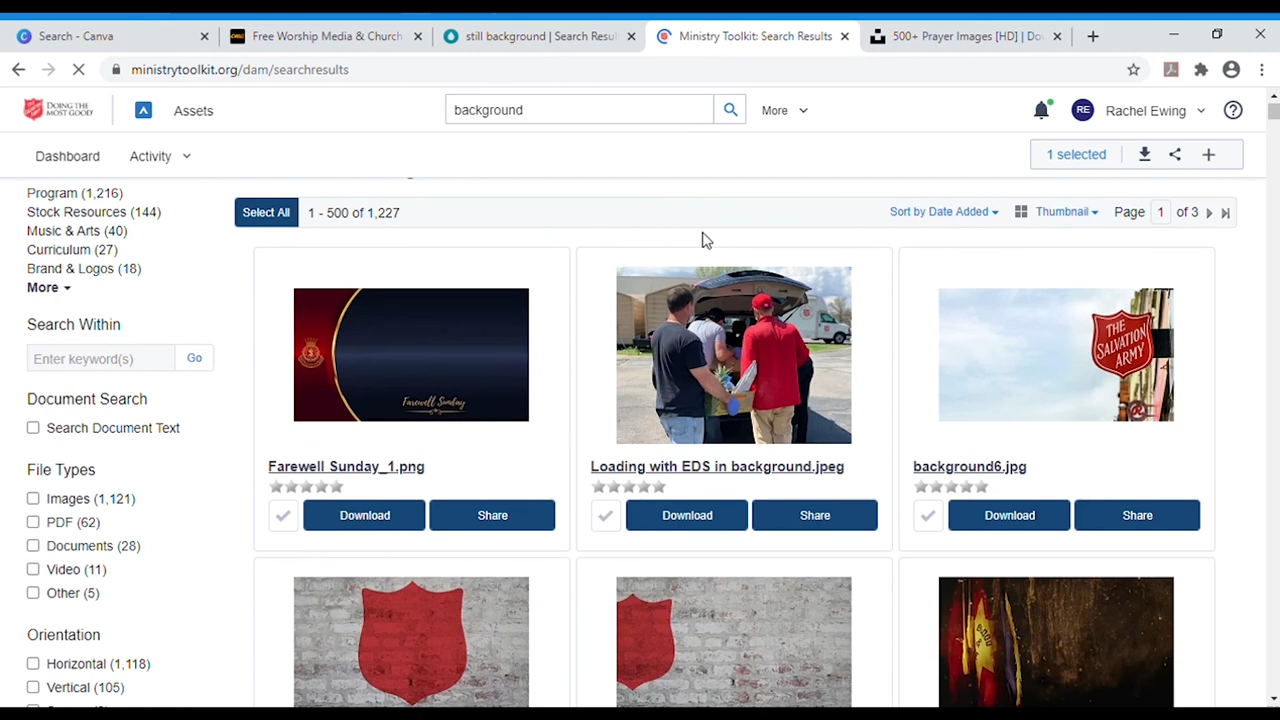 Search - Canva
Free Worship Media & Church
still background | Search Resul
Ministry Toolkit: Search Results
500+ Prayer Images [HD] | Do
ministrytoolkit.org/dam/searchresults
DOING THE MOST GOOD
Assets
background
More
RE
Rachel Ewing
Dashboard
Activity
1 selected
Program (1,216)
Stock Resources (144)
Music & Arts (40)
Curriculum (27)
Brand & Logos (18)
More
Search Within
Enter keyword(s)
Go
Document Search
Search Document Text
File Types
Images (1,121)
PDF (62)
Documents (28)
Video (11)
Other (5)
Orientation
Horizontal (1,118)
Vertical (105)
Select All
1 - 500 of 1,227
Sort by Date Added
Thumbnail
Page 1 of 3
Farewell Sunday
THE SALVATION ARMY
Farewell Sunday_1.png
Loading with EDS in background.jpeg
background6.jpg
Download
Share
Download
Share
Download
Share